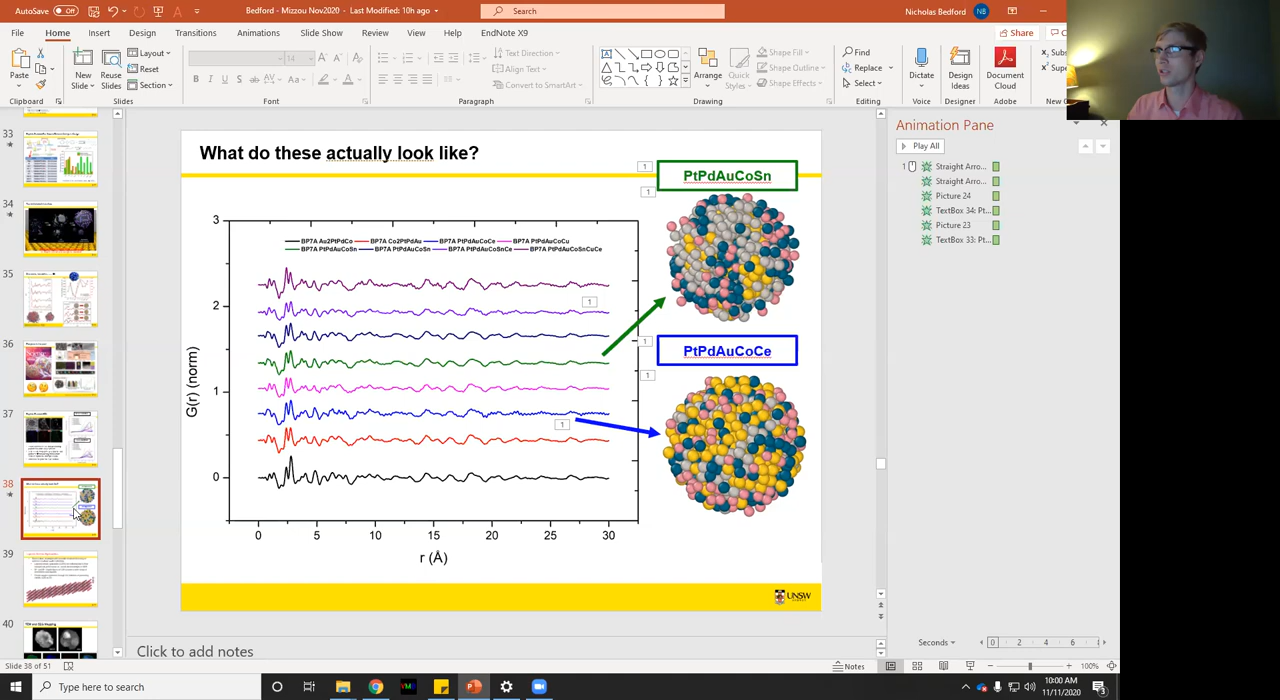 AutoSave Off
Bedford - Mizzou Nov2020 - Last Modified: 10h ago
Search
Nicholas Bedford NB
File Home Insert Design Transitions Animations Slide Show Review View Help EndNote X9
Share
Paste
New Slide
Reuse Slides
Layout
Reset
Section
14
Text Direction
Align Text
Convert to SmartArt
Arrange
Quick Styles
Shape Fill
Shape Outline
Shape Effects
Find
Replace
Select
Dictate
Design Ideas
Document Cloud
Clipboard
Slides
Font
Paragraph
Drawing
Editing
Voice
Designer
Adobe
33
34
35
36
37
38
39
40
What do these actually look like?
PtPdAuCoSn
PtPdAuCoCe
BP7A Au2PtPdCo BP7A Co2PtPdAu BP7A PtPdAuCoCe BP7A PtPdAuCoCu
BP7A PtPdAuCoSn BP7A PtPdAuCoSn BP7A PtPdAuCoSnCe BP7A PtPdAuCoSnCuCe
G(r) (norm)
3
2
1
0
0 5 10 15 20 25 30
r (Å)
1
1
1
1
1
1
UNSW
Animation Pane
Play All
1 Straight Arro...
Straight Arro...
Picture 24
TextBox 34: Pt...
Picture 23
TextBox 33: Pt...
Seconds
0 2 4 6
Click to add notes
Slide 38 of 51
Notes
100%
Type here to search
10:00 AM
11/11/2020
3